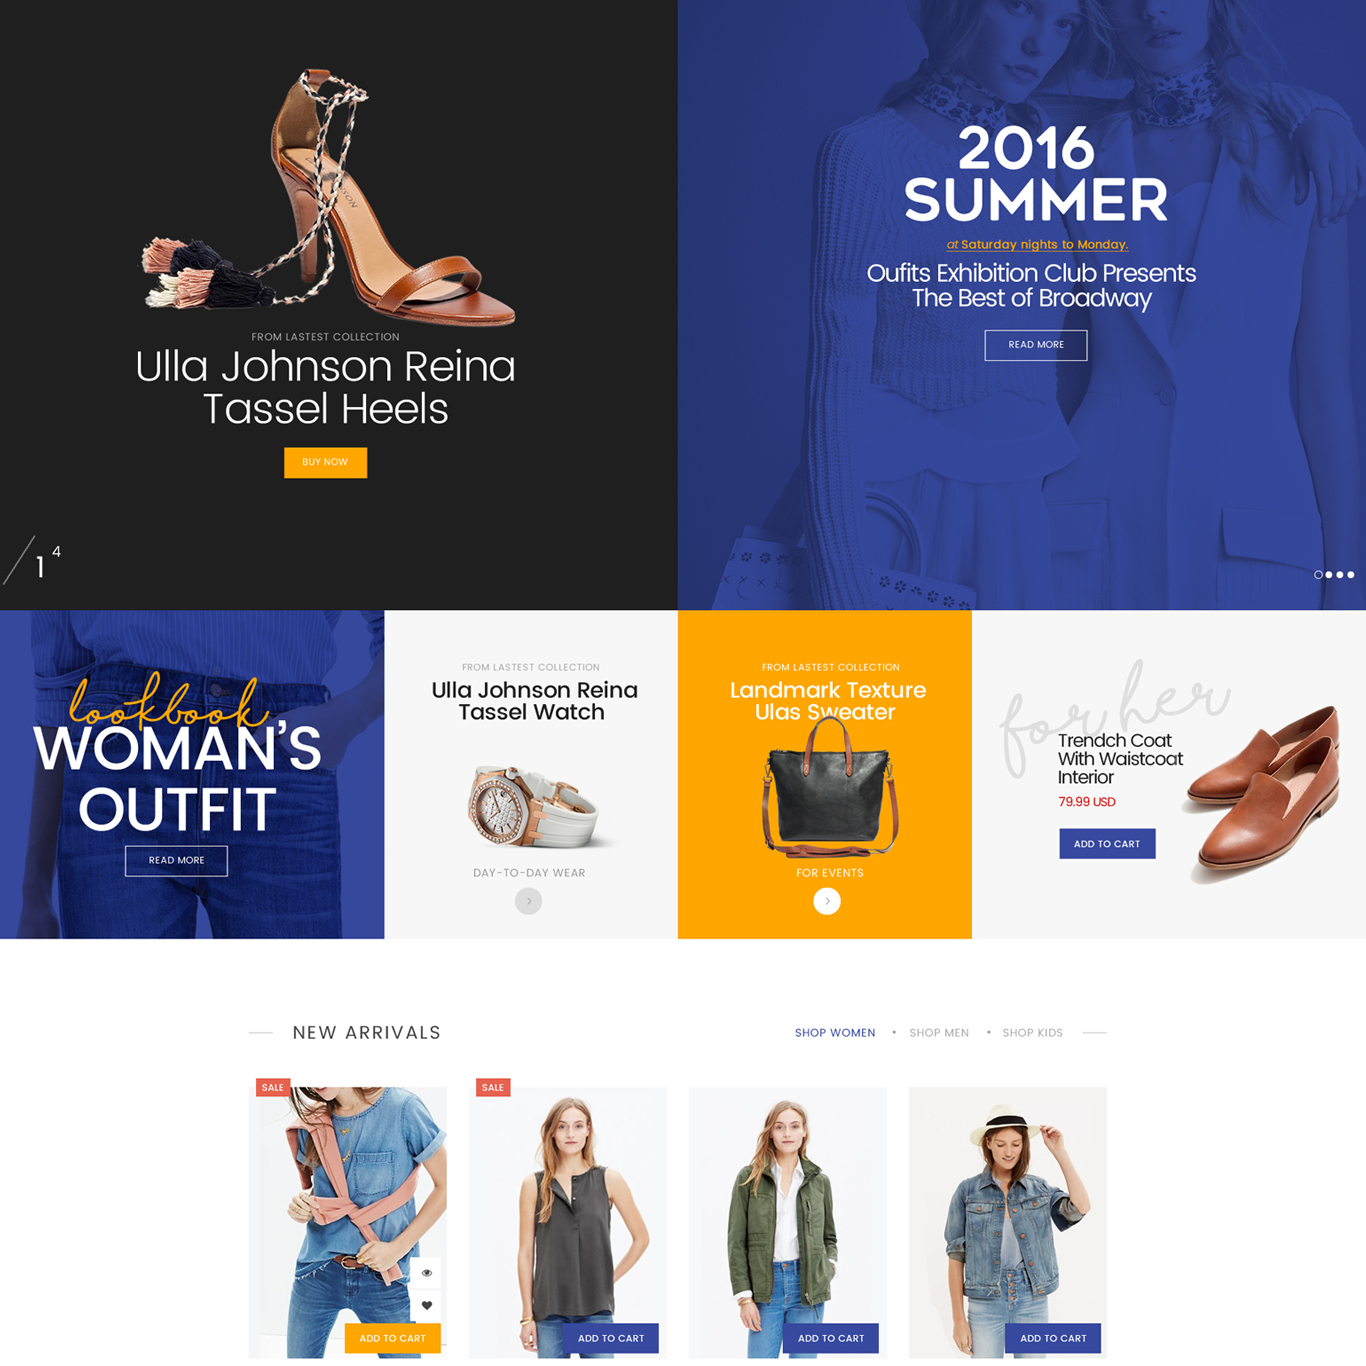 FROM LASTEST COLLECTION
Ulla Johnson Reina
Tassel Heels
BUY NOW
1 4
2016
SUMMER
at Saturday nights to Monday.
Oufits Exhibition Club Presents
The Best of Broadway
READ MORE
lookbook
WOMAN'S
OUTFIT
READ MORE
FROM LASTEST COLLECTION
Ulla Johnson Reina
Tassel Watch
DAY-TO-DAY WEAR
FROM LASTEST COLLECTION
Landmark Texture
Ulas Sweater
FOR EVENTS
for her
Trendch Coat
With Waistcoat
Interior
79.99 USD
ADD TO CART
NEW ARRIVALS
SHOP WOMEN • SHOP MEN • SHOP KIDS
SALE
SALE
ADD TO CART
ADD TO CART
ADD TO CART
ADD TO CART